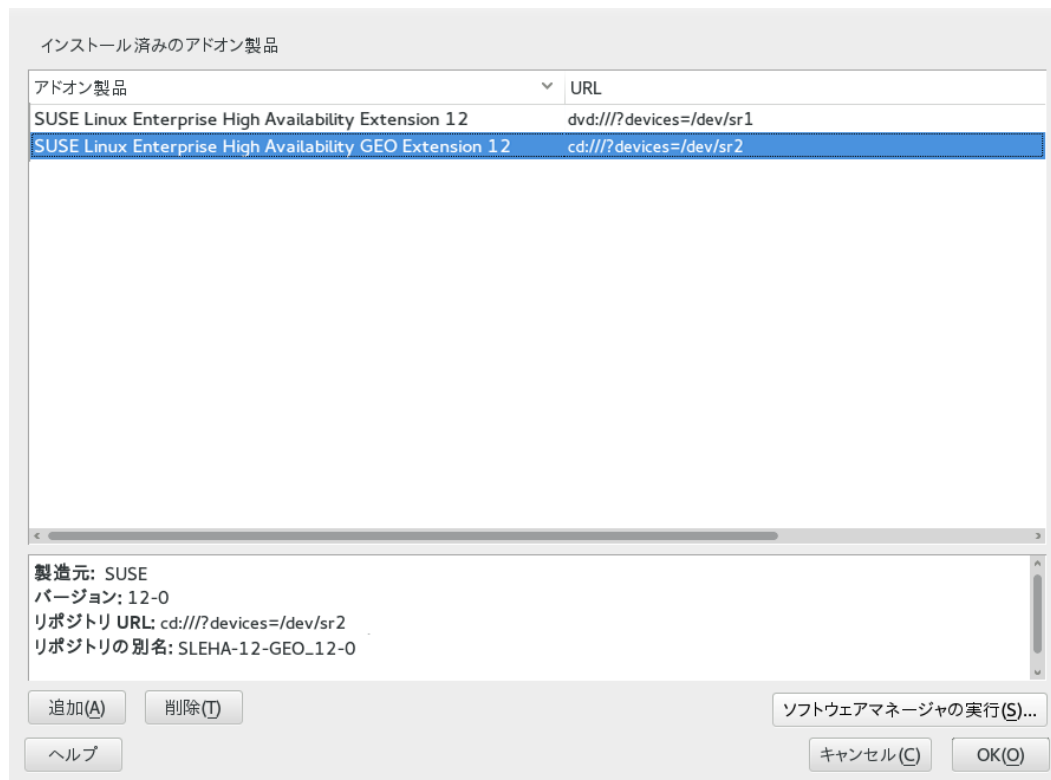 インストール済みのアドオン製品
アドオン製品 URL
SUSE Linux Enterprise High Availability Extension 12 dvd:///?devices=/dev/sr1
SUSE Linux Enterprise High Availability GEO Extension 12 cd:///?devices=/dev/sr2
製造元: SUSE
バージョン: 12-0
リポジトリ URL: cd:///?devices=/dev/sr2
リポジトリの別名: SLEHA-12-GEO_12-0
追加(A) 削除(T) ソフトウェアマネージャの実行(S)...
ヘルプ キャンセル(C) OK(O)